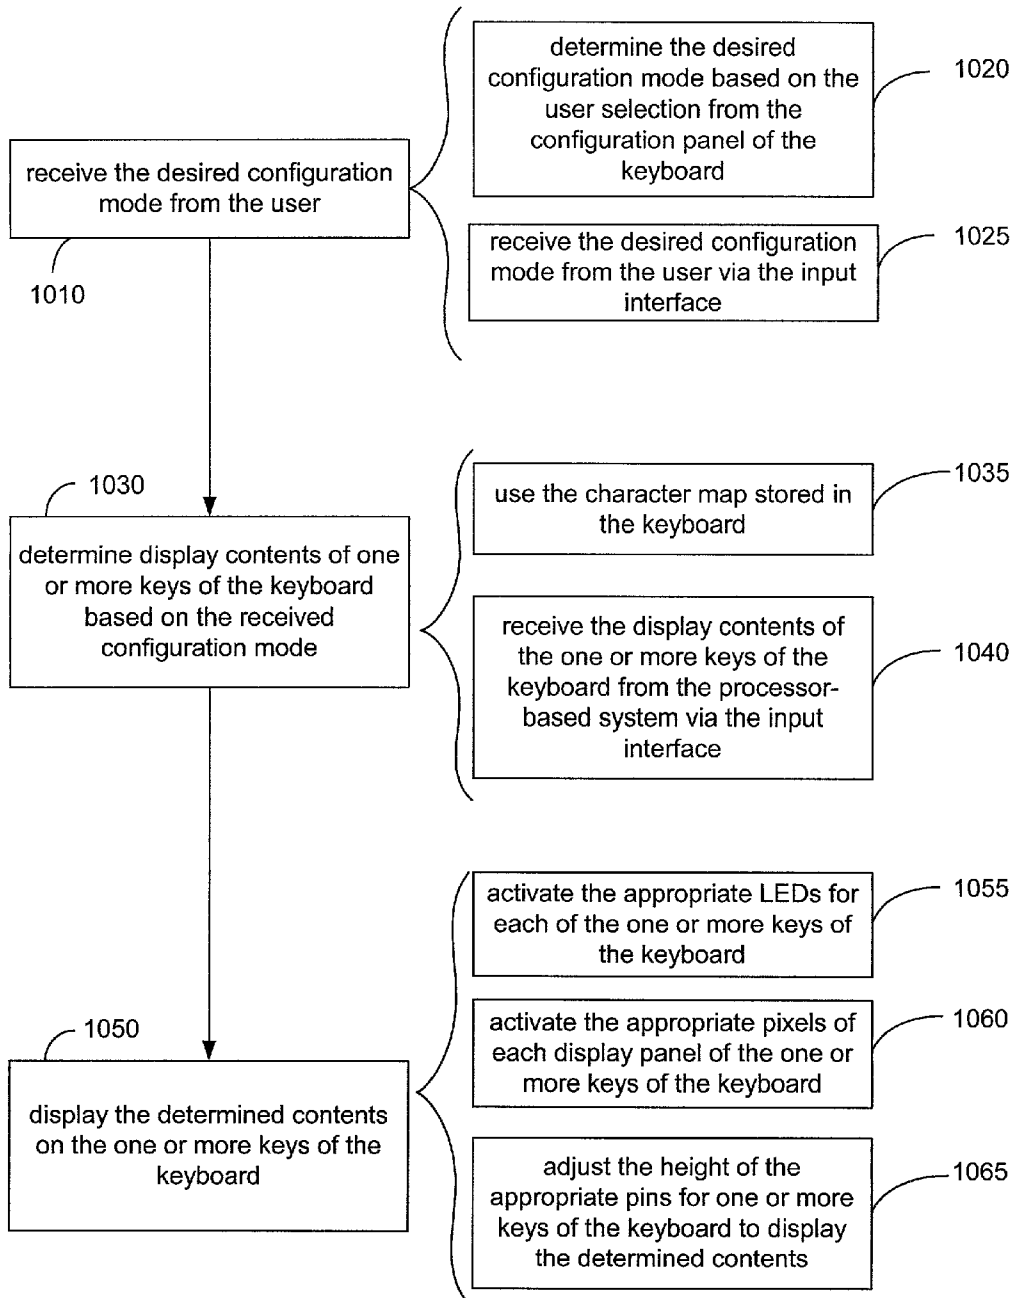 determine the desired
configuration mode based on the
user selection from the
configuration panel of the
keyboard
1020
receive the desired configuration
mode from the user
1010
receive the desired configuration
mode from the user via the input
interface
1025
1030
determine display contents of one
or more keys of the keyboard
based on the received
configuration mode
use the character map stored in
the keyboard
1035
receive the display contents of
the one or more keys of the
keyboard from the processor-
based system via the input
interface
1040
1050
display the determined contents
on the one or more keys of the
keyboard
activate the appropriate LEDs for
each of the one or more keys of
the keyboard
1055
activate the appropriate pixels of
each display panel of the one or
more keys of the keyboard
1060
adjust the height of the
appropriate pins for one or more
keys of the keyboard to display
the determined contents
1065